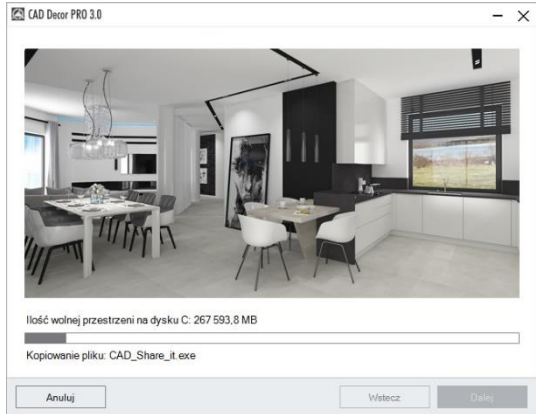 CAD Decor PRO 3.0
Ilość wolnej przestrzeni na dysku C: 267 593,8 MB
Kopiowanie pliku: CAD_Share_it.exe
Anuluj
Wstecz
Dalej